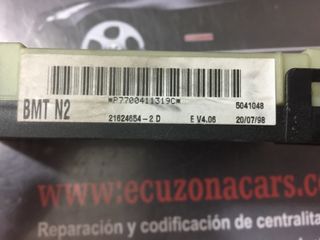 *P7700411319C*
5041048
BMT N2
21624654-2 D
E V4.06
20/07/98
www.ecuzonacars.com
Reparación y codificación de centralita